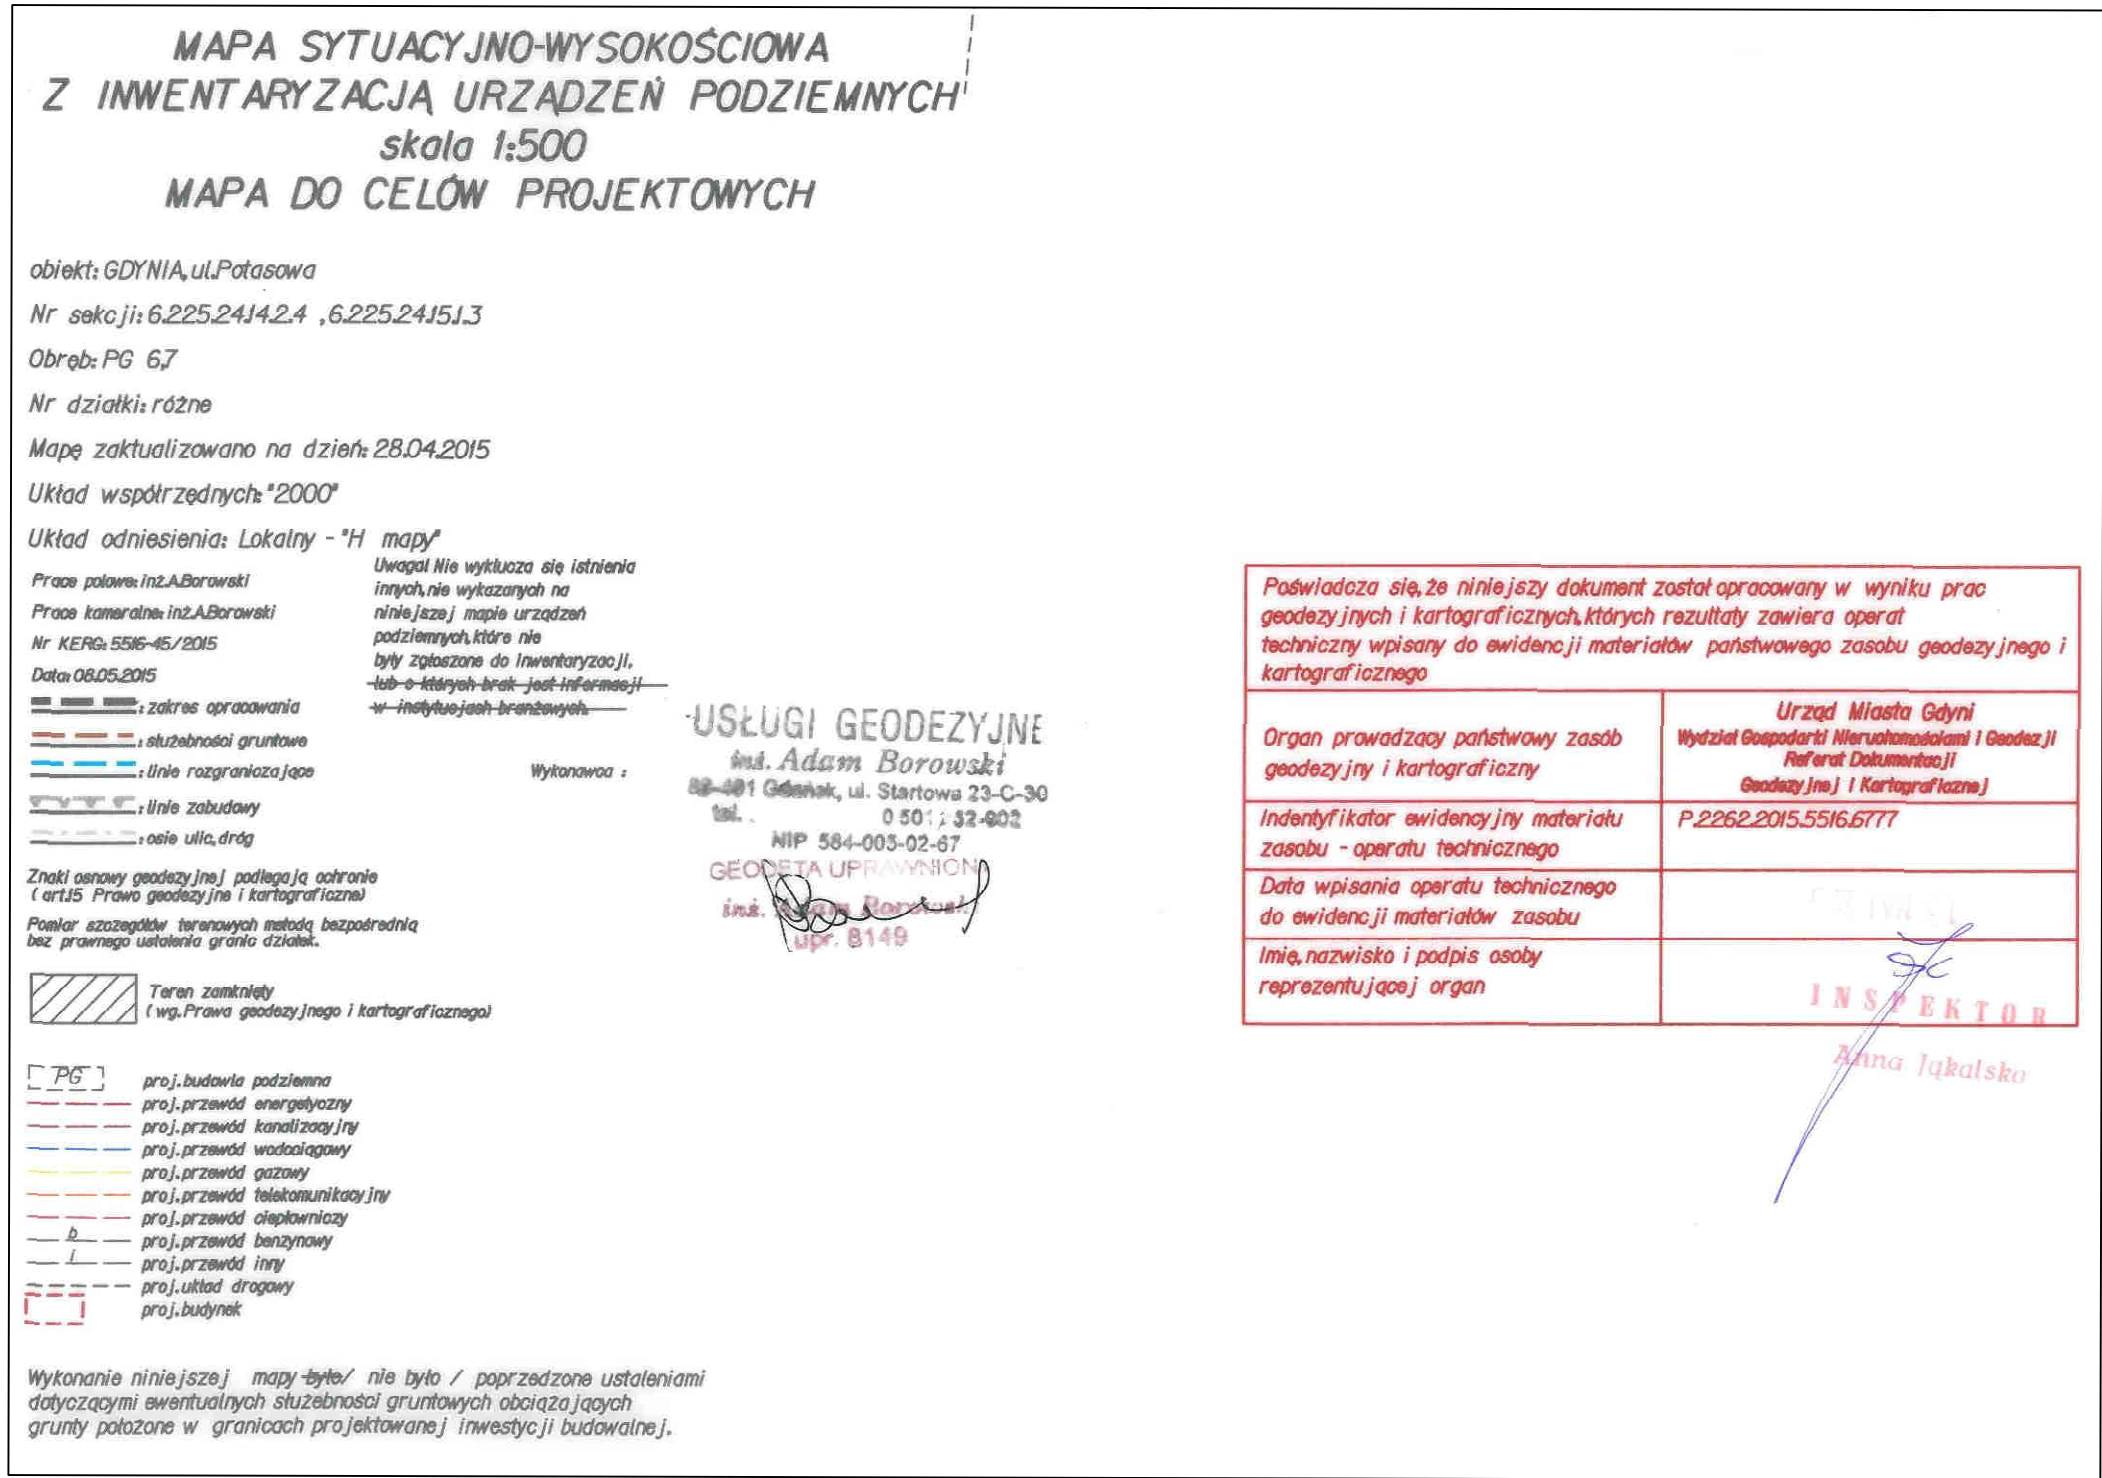 MAPA SYTUACYJNO-WYSOKOŚCIOWA
Z INWENTARYZACJĄ URZĄDZEŃ PODZIEMNYCH
skala 1:500
MAPA DO CELÓW PROJEKTOWYCH
obiekt: GDYNIA, ul.Potasowa
Nr sekcji: 6.225.24.14.2.4 , 6.225.24.15.1.3
Obręb: PG 6,7
Nr działki: różne
Mapę zaktualizowano na dzień: 28.04.2015
Układ współrzędnych: "2000"
Układ odniesienia: Lokalny - "H mapy"
Prace polowe: inż.A.Borowski
Prace kameralne: inż.A.Borowski
Nr KERG: 5516-45/2015
Data: 08.05.2015
Uwaga! Nie wyklucza się istnienia
innych, nie wykazanych na
niniejszej mapie urządzeń
podziemnych, które nie
były zgłoszone do inwentaryzacji,
lub o których brak jest informacji
w instytucjach branżowych.
: zakres opracowania
: służebności gruntowe
: linie rozgraniczające
: linie zabudowy
: osie ulic, dróg
Wykonawca :
USŁUGI GEODEZYJNE
inż. Adam Borowski
Gdańsk, ul. Startowa 23-C-30
tel.
NIP 584-005-02-67
GEODETA UPRAWNIONY
inż. Adam Borowski
upr. 8149
Znaki osnowy geodezyjnej podlegają ochronie
( art.15 Prawo geodezyjne i kartograficzne)
Pomiar szczegółów terenowych metodą bezpośrednią
bez prawnego ustalenia granic działek.
Teren zamknięty
( wg.Prawa geodezyjnego i kartograficznego)
PG proj.budowla podziemna
proj.przewód energetyczny
proj.przewód kanalizacyjny
proj.przewód wodociągowy
proj.przewód gazowy
proj.przewód telekomunikacyjny
proj.przewód ciepłowniczy
b proj.przewód benzynowy
i proj.przewód inny
proj.układ drogowy
proj.budynek
Wykonanie niniejszej mapy było/ nie było / poprzedzone ustaleniami
dotyczącymi ewentualnych służebności gruntowych obciążających
grunty położone w granicach projektowanej inwestycji budowalnej.
Poświadcza się, że niniejszy dokument został opracowany w wyniku prac
geodezyjnych i kartograficznych, których rezultaty zawiera operat
techniczny wpisany do ewidencji materiałów państwowego zasobu geodezyjnego i
kartograficznego
Organ prowadzący państwowy zasób
geodezyjny i kartograficzny
Urząd Miasta Gdyni
Wydział Gospodarki Nieruchomościami i Geodezji
Referat Dokumentacji
Geodezyjnej i Kartograficznej
Indentyfikator ewidencyjny materiału
zasobu - operatu technicznego
P.2262.2015.5516.6777
Data wpisania operatu technicznego
do ewidencji materiałów zasobu
Imię, nazwisko i podpis osoby
reprezentującej organ
INSPEKTOR
Anna Jąkalska